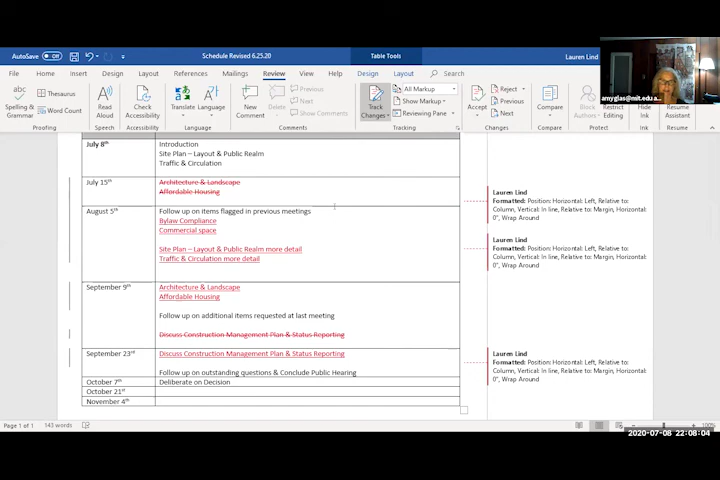 AutoSave Off Schedule Revised 6.25.20 Table Tools Lauren Lind
File Home Insert Draw Design Layout References Mailings Review View Help Design Layout Search
abc
Spelling & Grammar
Thesaurus
Word Count
Read Aloud
Check Accessibility
Translate Language
New Comment
Delete
Previous
Next
Show Comments
Track Changes
All Markup
Show Markup
Reviewing Pane
Accept
Reject
Previous
Next
Compare
Block Authors
Restrict Editing
Hide Ink
Resume Assistant
Proofing Speech Accessibility Language Comments Tracking Changes Compare Protect Ink Resume
amyglas@mit.edu a...
July 8th Introduction
Site Plan – Layout & Public Realm
Traffic & Circulation
July 15th Architecture & Landscape
Affordable Housing
August 5th Follow up on items flagged in previous meetings
Bylaw Compliance
Commercial space
Site Plan – Layout & Public Realm more detail
Traffic & Circulation more detail
September 9th Architecture & Landscape
Affordable Housing
Follow up on additional items requested at last meeting
Discuss Construction Management Plan & Status Reporting
September 23rd Discuss Construction Management Plan & Status Reporting
Follow up on outstanding questions & Conclude Public Hearing
October 7th Deliberate on Decision
October 21st
November 4th
Lauren Lind
Formatted: Position: Horizontal: Left, Relative to:
Column, Vertical: In line, Relative to: Margin, Horizontal:
0", Wrap Around
Lauren Lind
Formatted: Position: Horizontal: Left, Relative to:
Column, Vertical: In line, Relative to: Margin, Horizontal:
0", Wrap Around
Lauren Lind
Formatted: Position: Horizontal: Left, Relative to:
Column, Vertical: In line, Relative to: Margin, Horizontal:
0", Wrap Around
Page 1 of 1 143 words 100%
2020-07-08 22:08:04